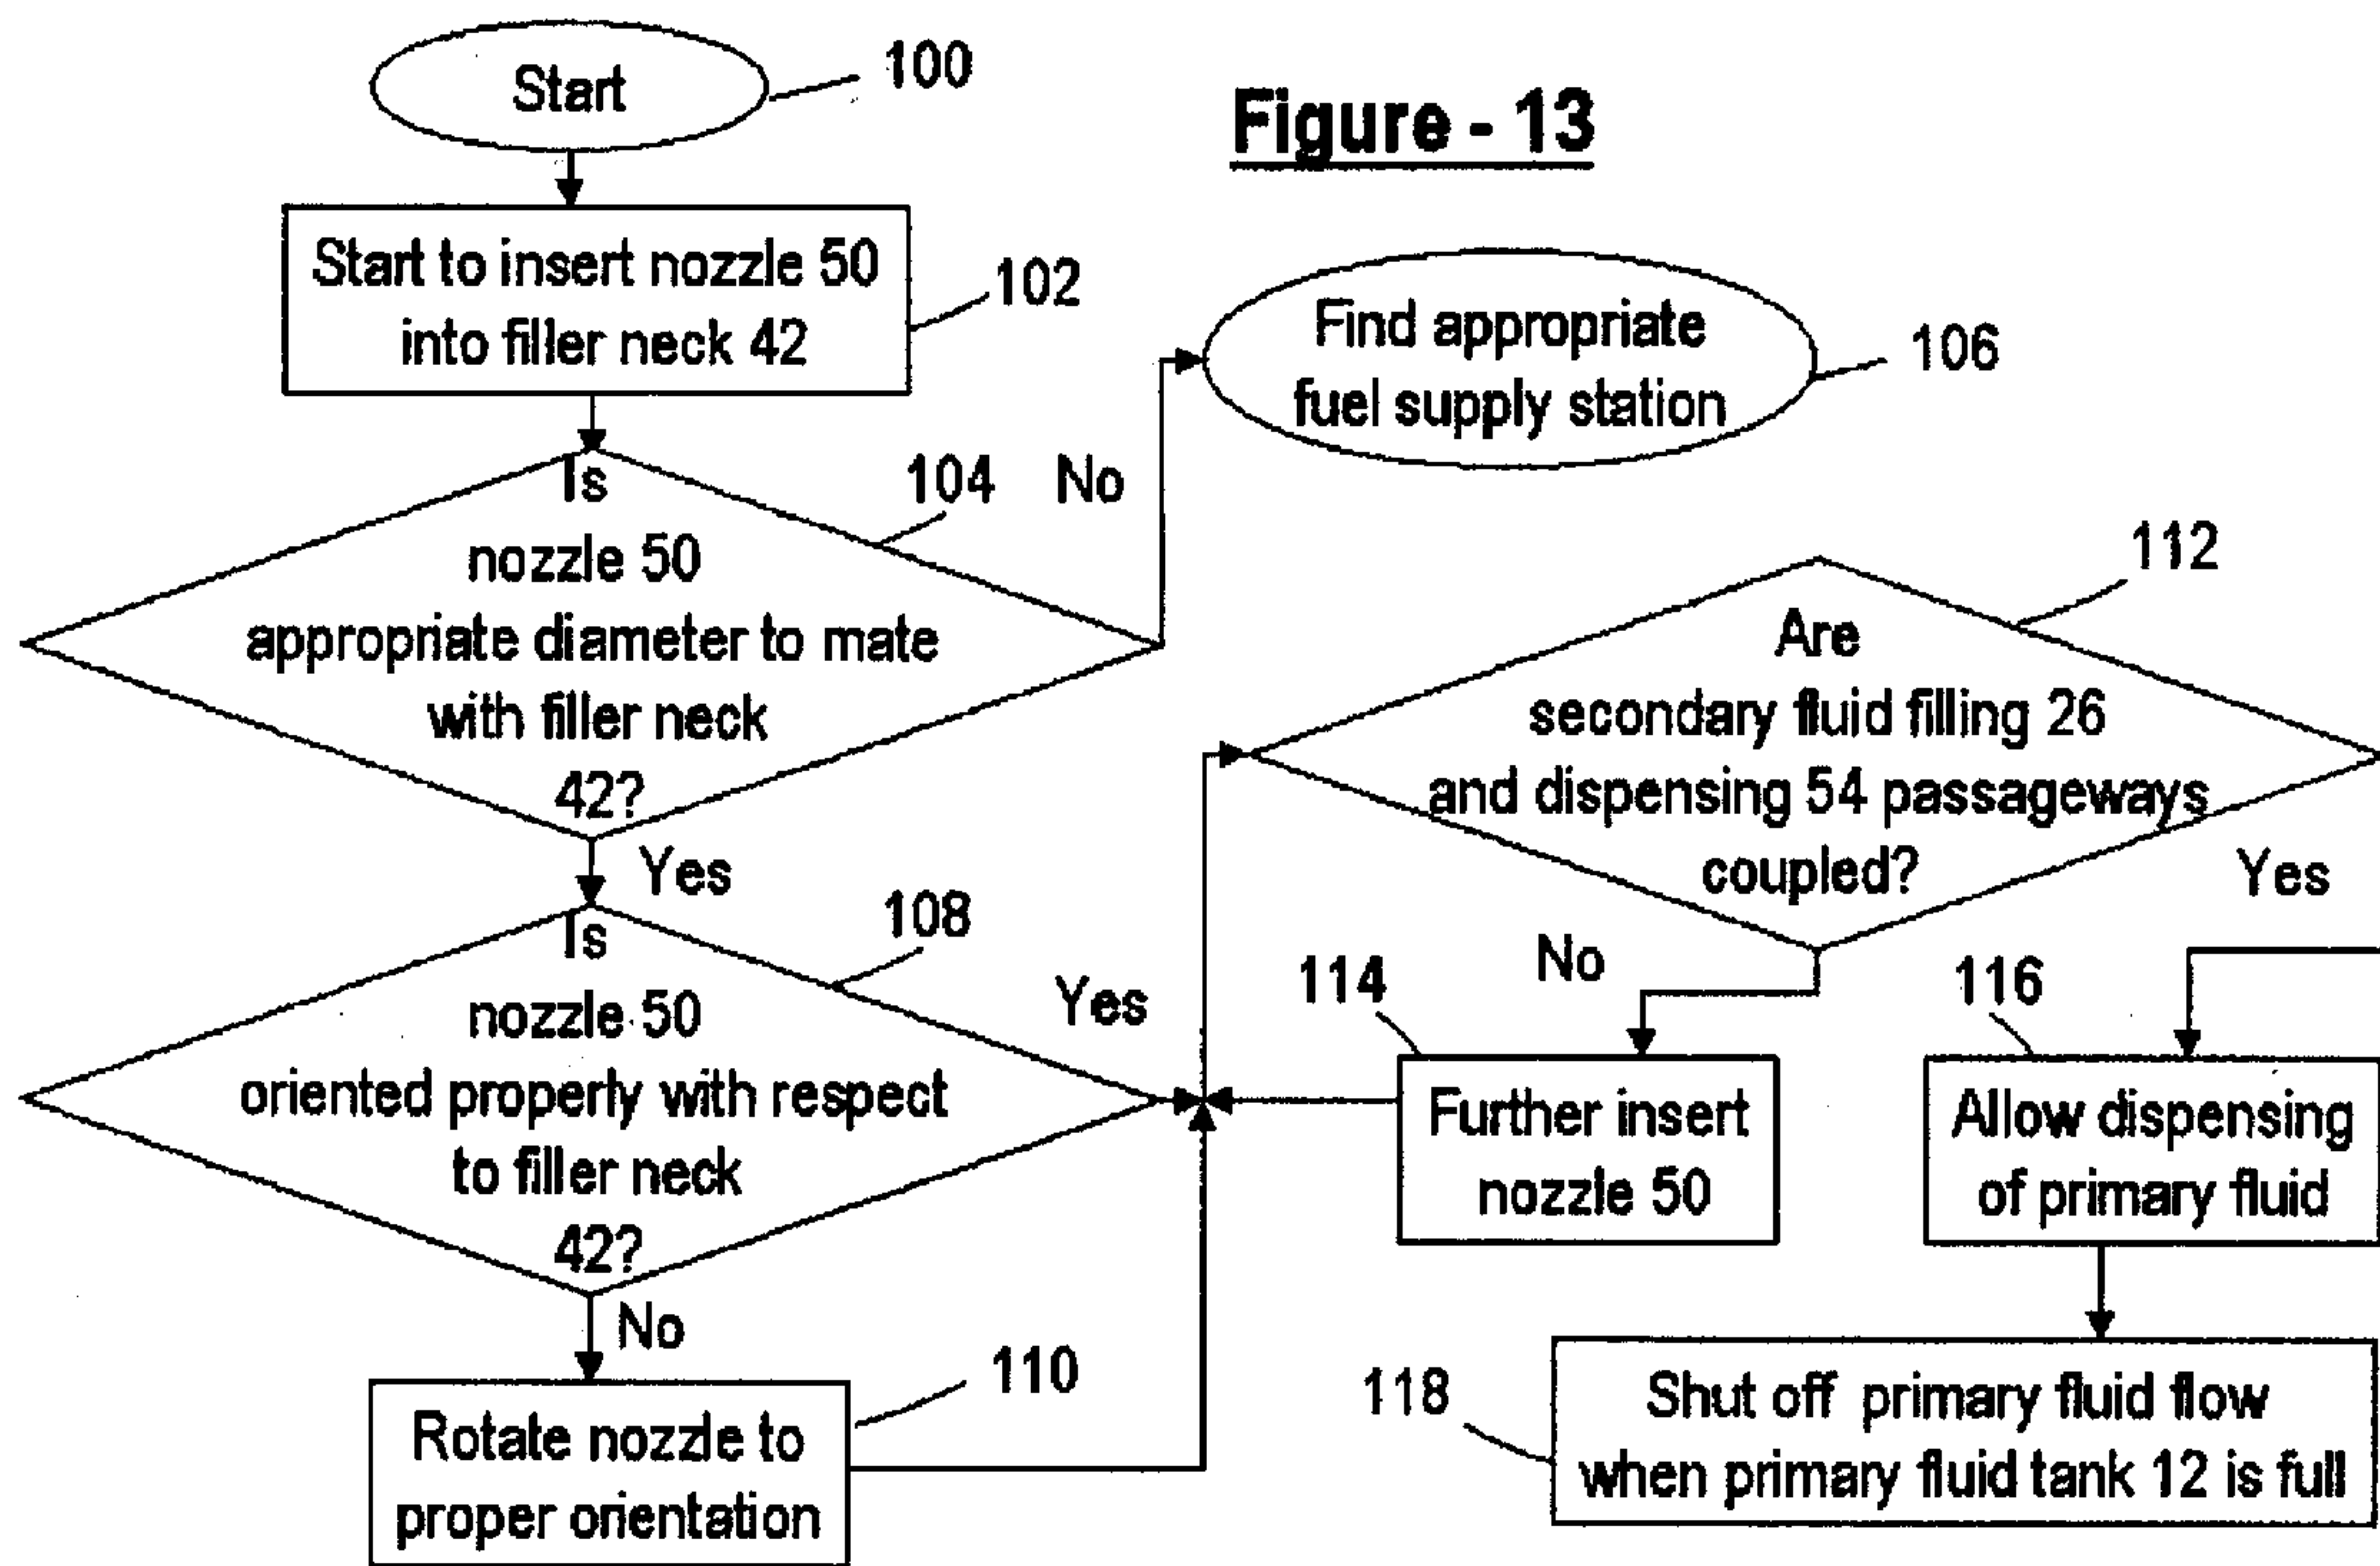 Figure - 13
Start
100
Start to insert nozzle 50
into filler neck 42
102
Is
nozzle 50
appropriate diameter to mate
with filler neck
42?
104
No
Find appropriate
fuel supply station
106
Yes
Is
nozzle 50
oriented properly with respect
to filler neck
42?
108
Yes
No
Rotate nozzle to
proper orientation
110
Are
secondary fluid filling 26
and dispensing 54 passageways
coupled?
112
No
Yes
114
Further insert
nozzle 50
116
Allow dispensing
of primary fluid
118
Shut off primary fluid flow
when primary fluid tank 12 is full